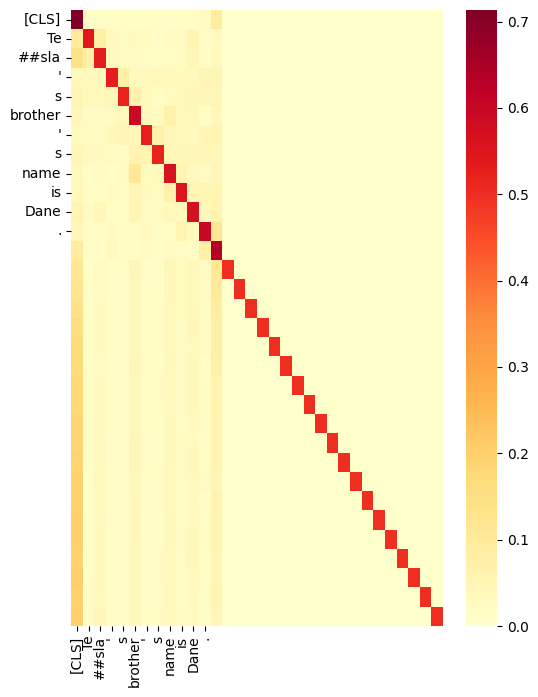 [CLS]
Te
##sla
'
s
brother
'
s
name
is
Dane
.
0.7
0.6
0.5
0.4
0.3
0.2
0.1
0.0
[CLS]
Te
##sla
'
s
brother
'
s
name
is
Dane
.